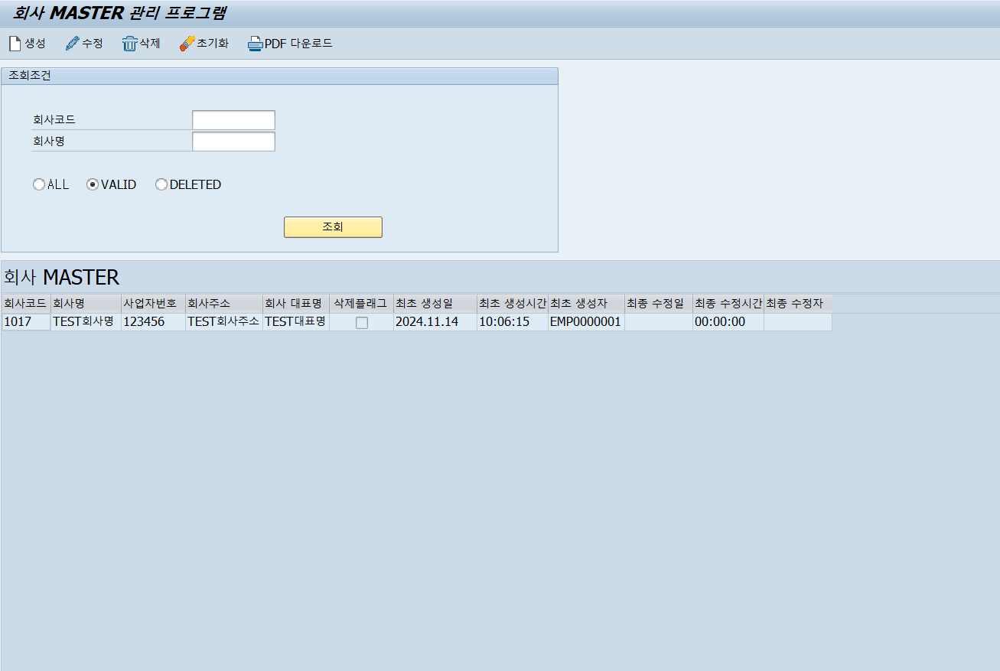 회사 MASTER 관리 프로그램
생성 수정 삭제 초기화 PDF 다운로드
조회조건
회사코드
회사명
ALL VALID DELETED
조회
회사 MASTER
회사코드 회사명 사업자번호 회사주소 회사 대표명 삭제플래그 최초 생성일 최초 생성시간 최초 생성자 최종 수정일 최종 수정시간 최종 수정자
1017 TEST회사명 123456 TEST회사주소 TEST대표명 2024.11.14 10:06:15 EMP0000001 00:00:00